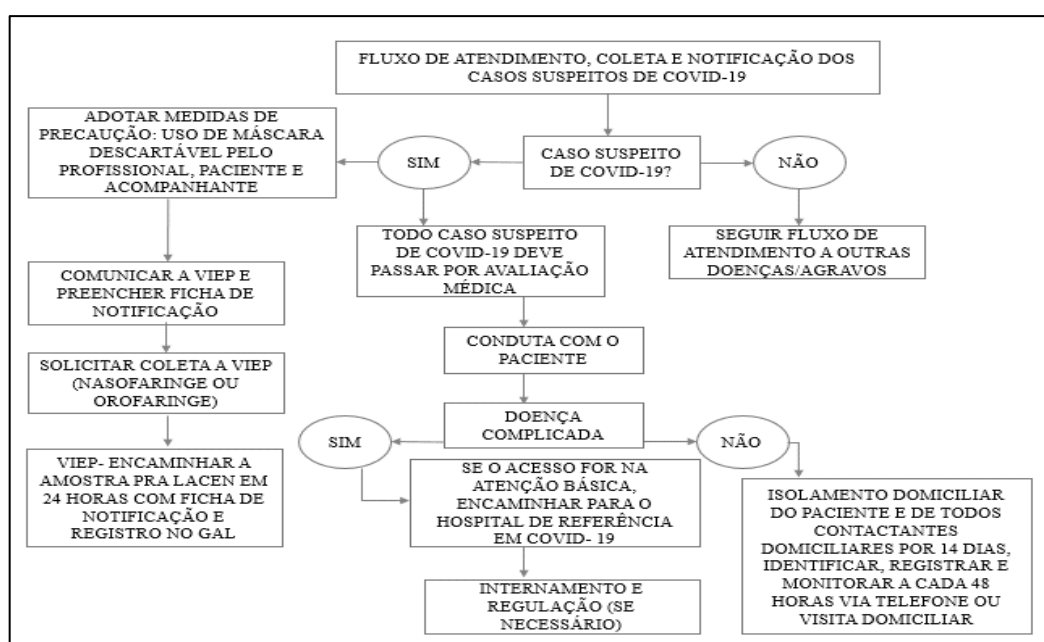 FLUXO DE ATENDIMENTO, COLETA E NOTIFICAÇÃO DOS
CASOS SUSPEITOS DE COVID-19
CASO SUSPEITO
DE COVID-19?
SIM
NÃO
ADOTAR MEDIDAS DE
PRECAUÇÃO: USO DE MÁSCARA
DESCARTÁVEL PELO
PROFISSIONAL, PACIENTE E
ACOMPANHANTE
COMUNICAR A VIEP E
PREENCHER FICHA DE
NOTIFICAÇÃO
SOLICITAR COLETA A VIEP
(NASOFARINGE OU
OROFARINGE)
VIEP- ENCAMINHAR A
AMOSTRA PRA LACEN EM
24 HORAS COM FICHA DE
NOTIFICAÇÃO E
REGISTRO NO GAL
TODO CASO SUSPEITO
DE COVID-19 DEVE
PASSAR POR AVALIAÇÃO
MÉDICA
SEGUIR FLUXO DE
ATENDIMENTO A OUTRAS
DOENÇAS/AGRAVOS
CONDUTA COM O
PACIENTE
DOENÇA
COMPLICADA
SIM
NÃO
SE O ACESSO FOR NA
ATENÇÃO BÁSICA,
ENCAMINHAR PARA O
HOSPITAL DE REFERÊNCIA
EM COVID- 19
INTERNAMENTO E
REGULAÇÃO (SE
NECESSÁRIO)
ISOLAMENTO DOMICILIAR
DO PACIENTE E DE TODOS
CONTACTANTES
DOMICILIARES POR 14 DIAS,
IDENTIFICAR, REGISTRAR E
MONITORAR A CADA 48
HORAS VIA TELEFONE OU
VISITA DOMICILIAR